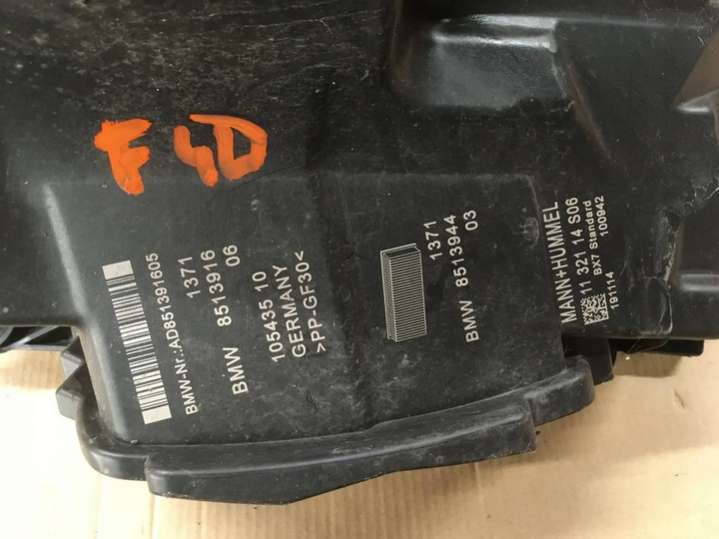 F40
BMW-Nr.:AD851391605
1371
BMW 8513916
06
105435 10
GERMANY
>PP-GF30<
1371
BMW 8513944
03
MANN+HUMMEL
11 321 14 S06
BX7 Standard
191114 100942